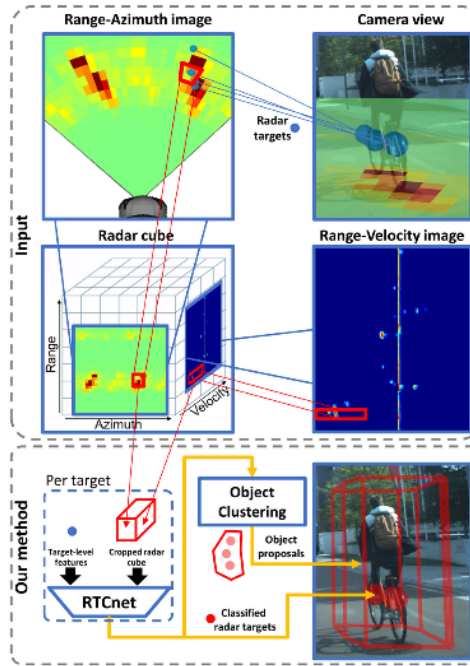 Range-Azimuth image
Camera view
Radar
targets
Input
Radar cube
Range-Velocity image
Range
Azimuth
Velocity
Our method
Per target
Target-level
features
Cropped radar
cube
RTCnet
Object
Clustering
Object
proposals
Classified
radar targets